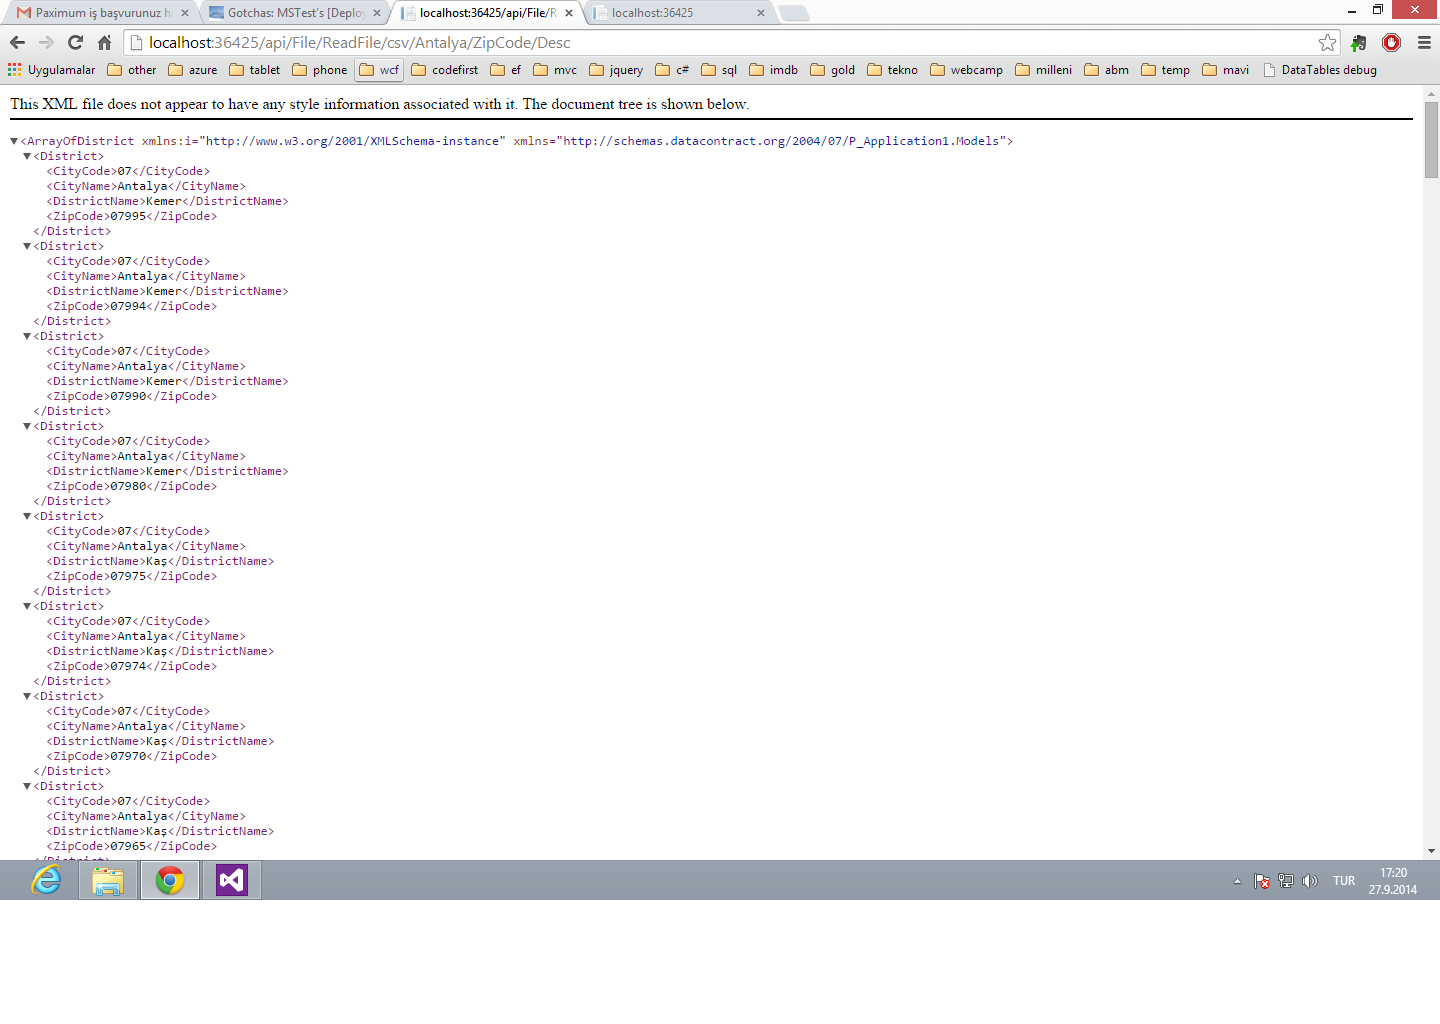 Paximum iş başvurunuz h
Gotchas: MSTest's [Deploy
localhost:36425/api/File/R
localhost:36425
localhost:36425/api/File/ReadFile/csv/Antalya/ZipCode/Desc
Uygulamalar other azure tablet phone wcf codefirst ef mvc jquery c# sql imdb gold tekno webcamp milleni abm temp mavi DataTables debug
This XML file does not appear to have any style information associated with it. The document tree is shown below.
<ArrayOfDistrict xmlns:i="http://www.w3.org/2001/XMLSchema-instance" xmlns="http://schemas.datacontract.org/2004/07/P_Application1.Models">
<District>
<CityCode>07</CityCode>
<CityName>Antalya</CityName>
<DistrictName>Kemer</DistrictName>
<ZipCode>07995</ZipCode>
</District>
<District>
<CityCode>07</CityCode>
<CityName>Antalya</CityName>
<DistrictName>Kemer</DistrictName>
<ZipCode>07994</ZipCode>
</District>
<District>
<CityCode>07</CityCode>
<CityName>Antalya</CityName>
<DistrictName>Kemer</DistrictName>
<ZipCode>07990</ZipCode>
</District>
<District>
<CityCode>07</CityCode>
<CityName>Antalya</CityName>
<DistrictName>Kemer</DistrictName>
<ZipCode>07980</ZipCode>
</District>
<District>
<CityCode>07</CityCode>
<CityName>Antalya</CityName>
<DistrictName>Kaş</DistrictName>
<ZipCode>07975</ZipCode>
</District>
<District>
<CityCode>07</CityCode>
<CityName>Antalya</CityName>
<DistrictName>Kaş</DistrictName>
<ZipCode>07974</ZipCode>
</District>
<District>
<CityCode>07</CityCode>
<CityName>Antalya</CityName>
<DistrictName>Kaş</DistrictName>
<ZipCode>07970</ZipCode>
</District>
<District>
<CityCode>07</CityCode>
<CityName>Antalya</CityName>
<DistrictName>Kaş</DistrictName>
<ZipCode>07965</ZipCode>
</District>
TUR
17:20
27.9.2014